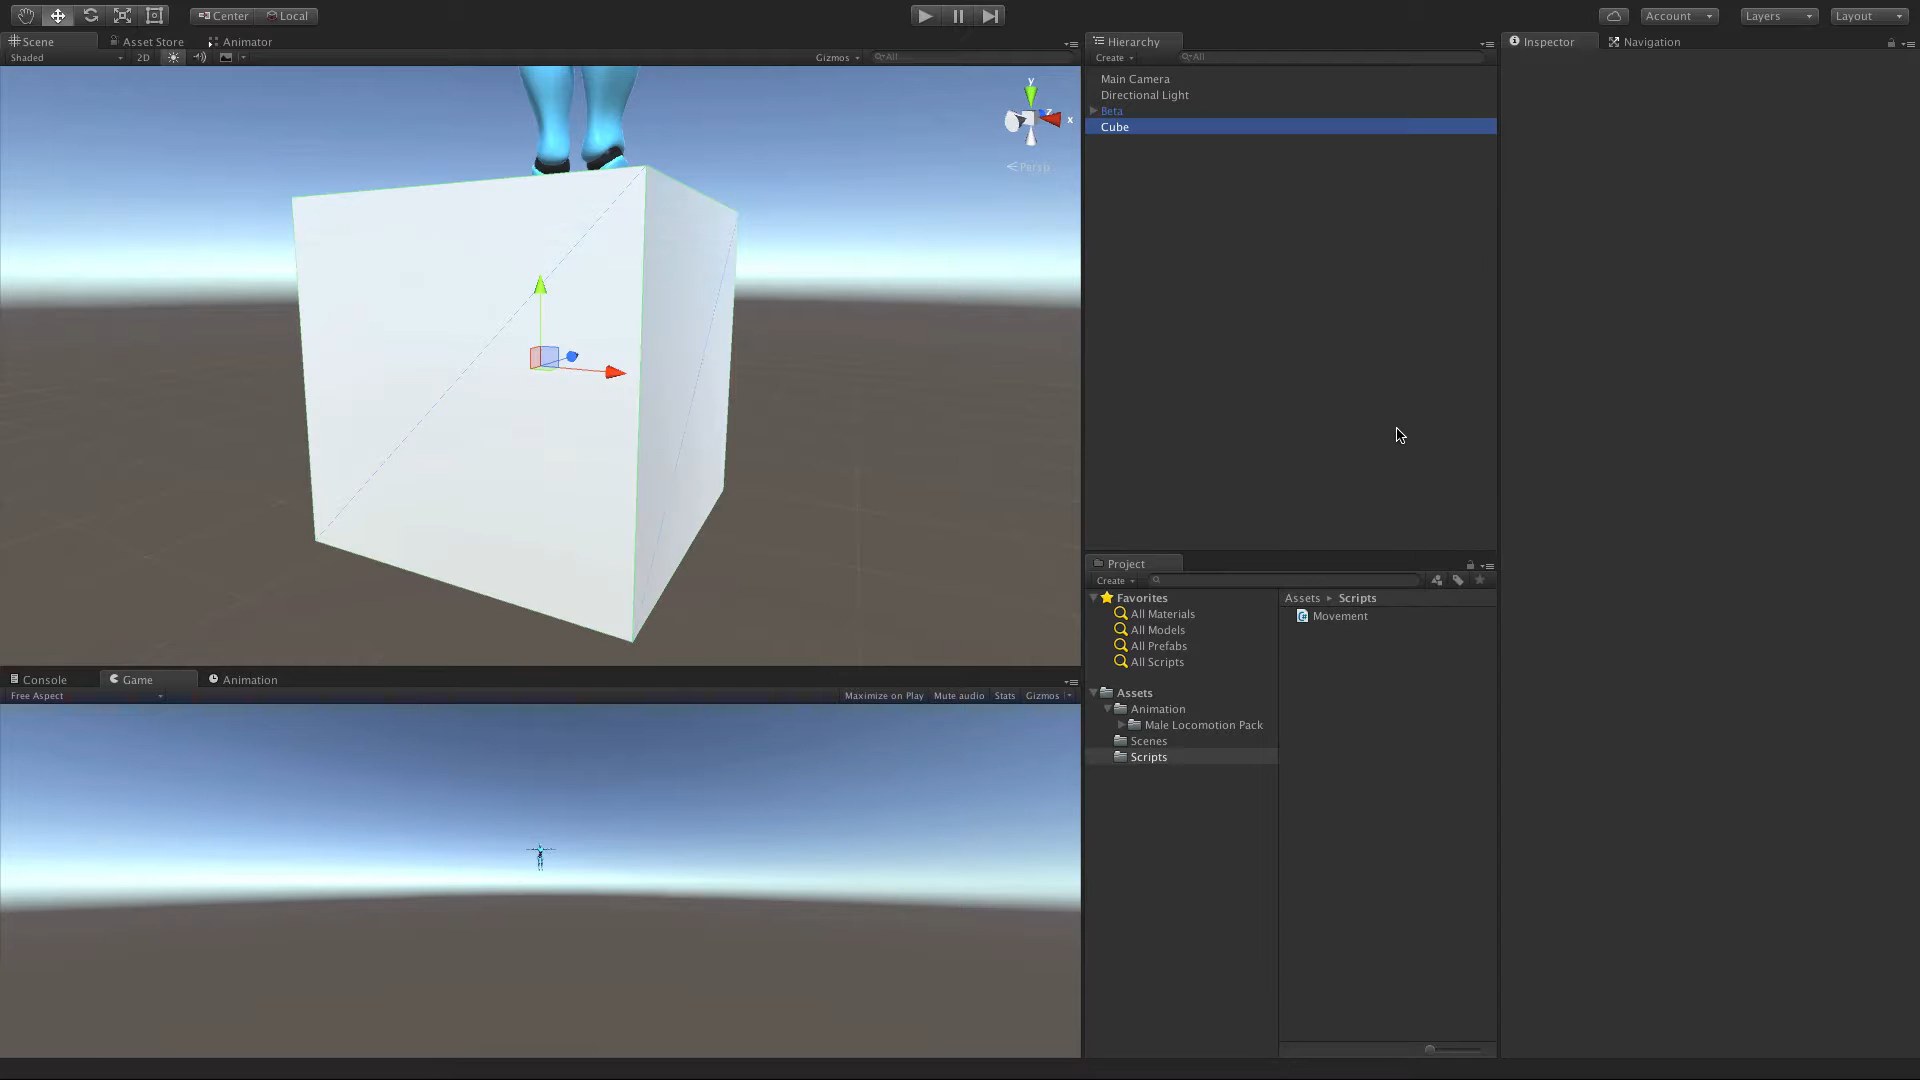 Center Local Account Layers Layout
Scene Asset Store Animator
Shaded 2D Gizmos All
y
x
z
Persp
Hierarchy
Create All
Main Camera
Directional Light
Beta
Cube
Inspector Navigation
Project
Create
Favorites
All Materials
All Models
All Prefabs
All Scripts
Assets
Animation
Male Locomotion Pack
Scenes
Scripts
Assets Scripts
Movement
Console Game Animation
Free Aspect Maximize on Play Mute audio Stats Gizmos